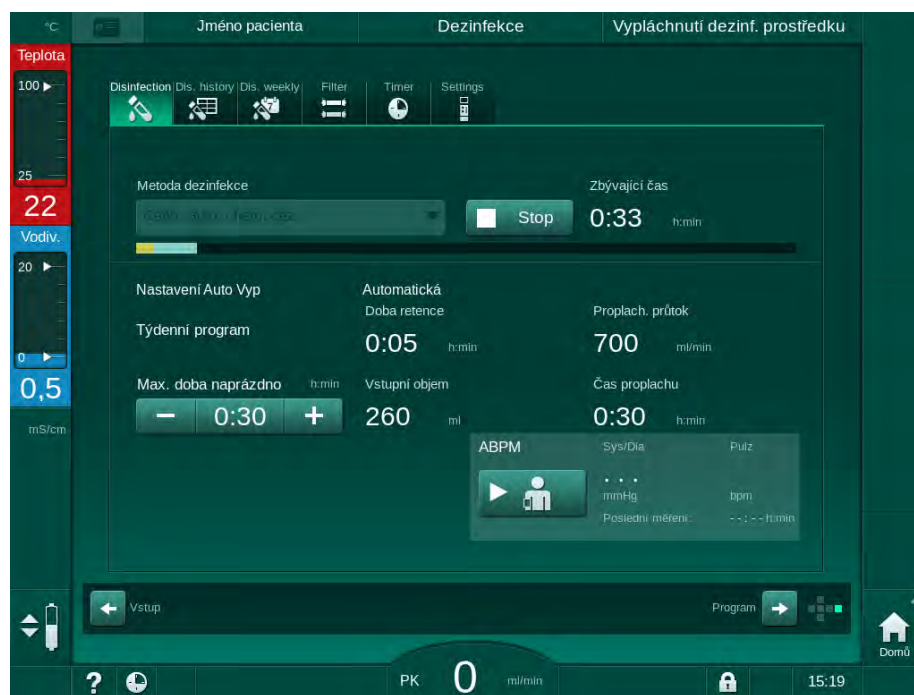 °C
Jméno pacienta
Dezinfekce
Vypláchnutí dezinf. prostředku
Teplota
100
25
22
Vodiv.
20
0
0,5
mS/cm
Disinfection
Dis. history
Dis. weekly
Filter
Timer
Settings
7
Metoda dezinfekce
Stop
Zbývající čas
0:33 h:min
Nastavení Auto Vyp
Týdenní program
Max. doba naprázdno h:min
− 0:30 +
Automatická
Doba retence
0:05 h:min
Vstupní objem
260 ml
Proplach. průtok
700 ml/min
Čas proplachu
0:30 h:min
ABPM
Sys/Dia
Pulz
. . .
mmHg
bpm
Poslední měření:
--:-- h:min
Vstup
Program
Domů
?
PK 0 ml/min
15:19